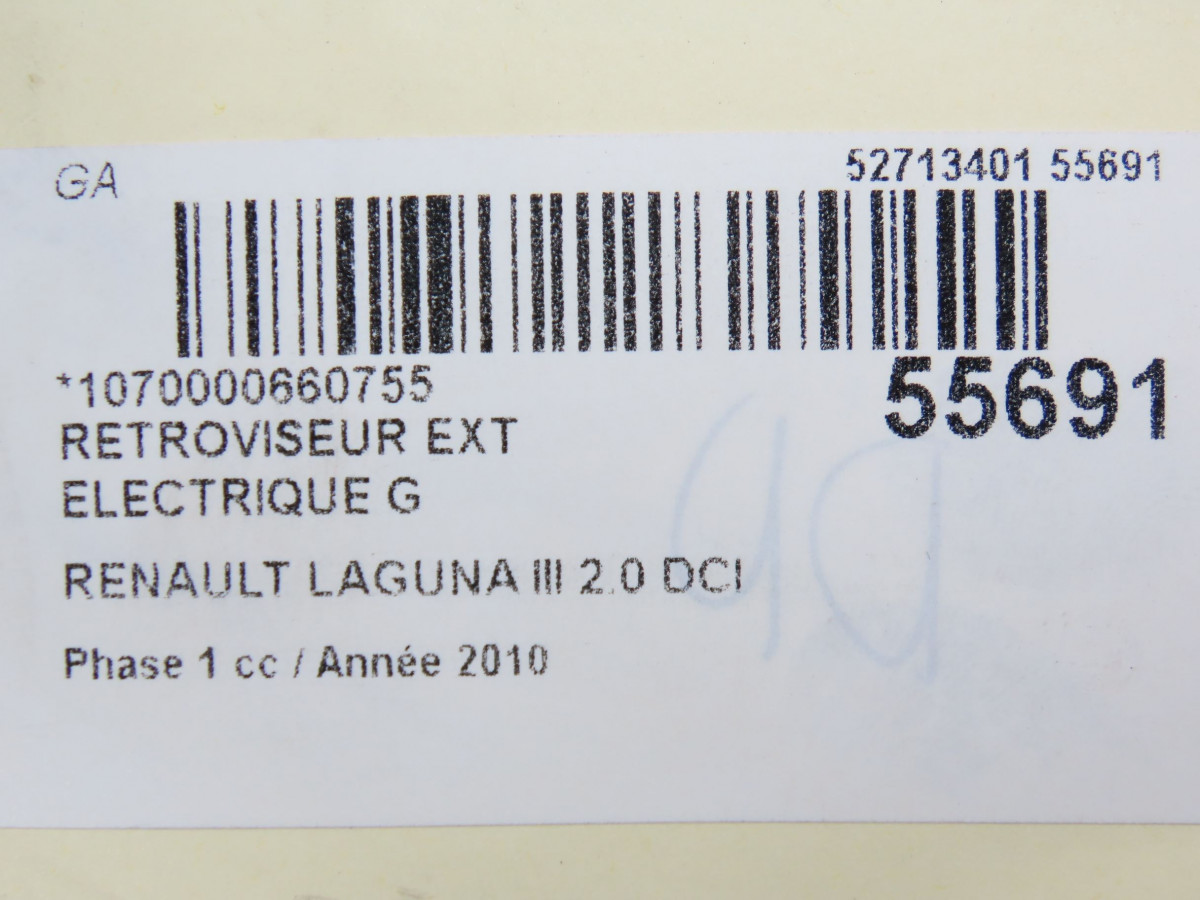 GA
52713401 55691
*1070000660755
55691
RETROVISEUR EXT
ELECTRIQUE G
RENAULT LAGUNA III 2.0 DCI
Phase 1 cc / Année 2010